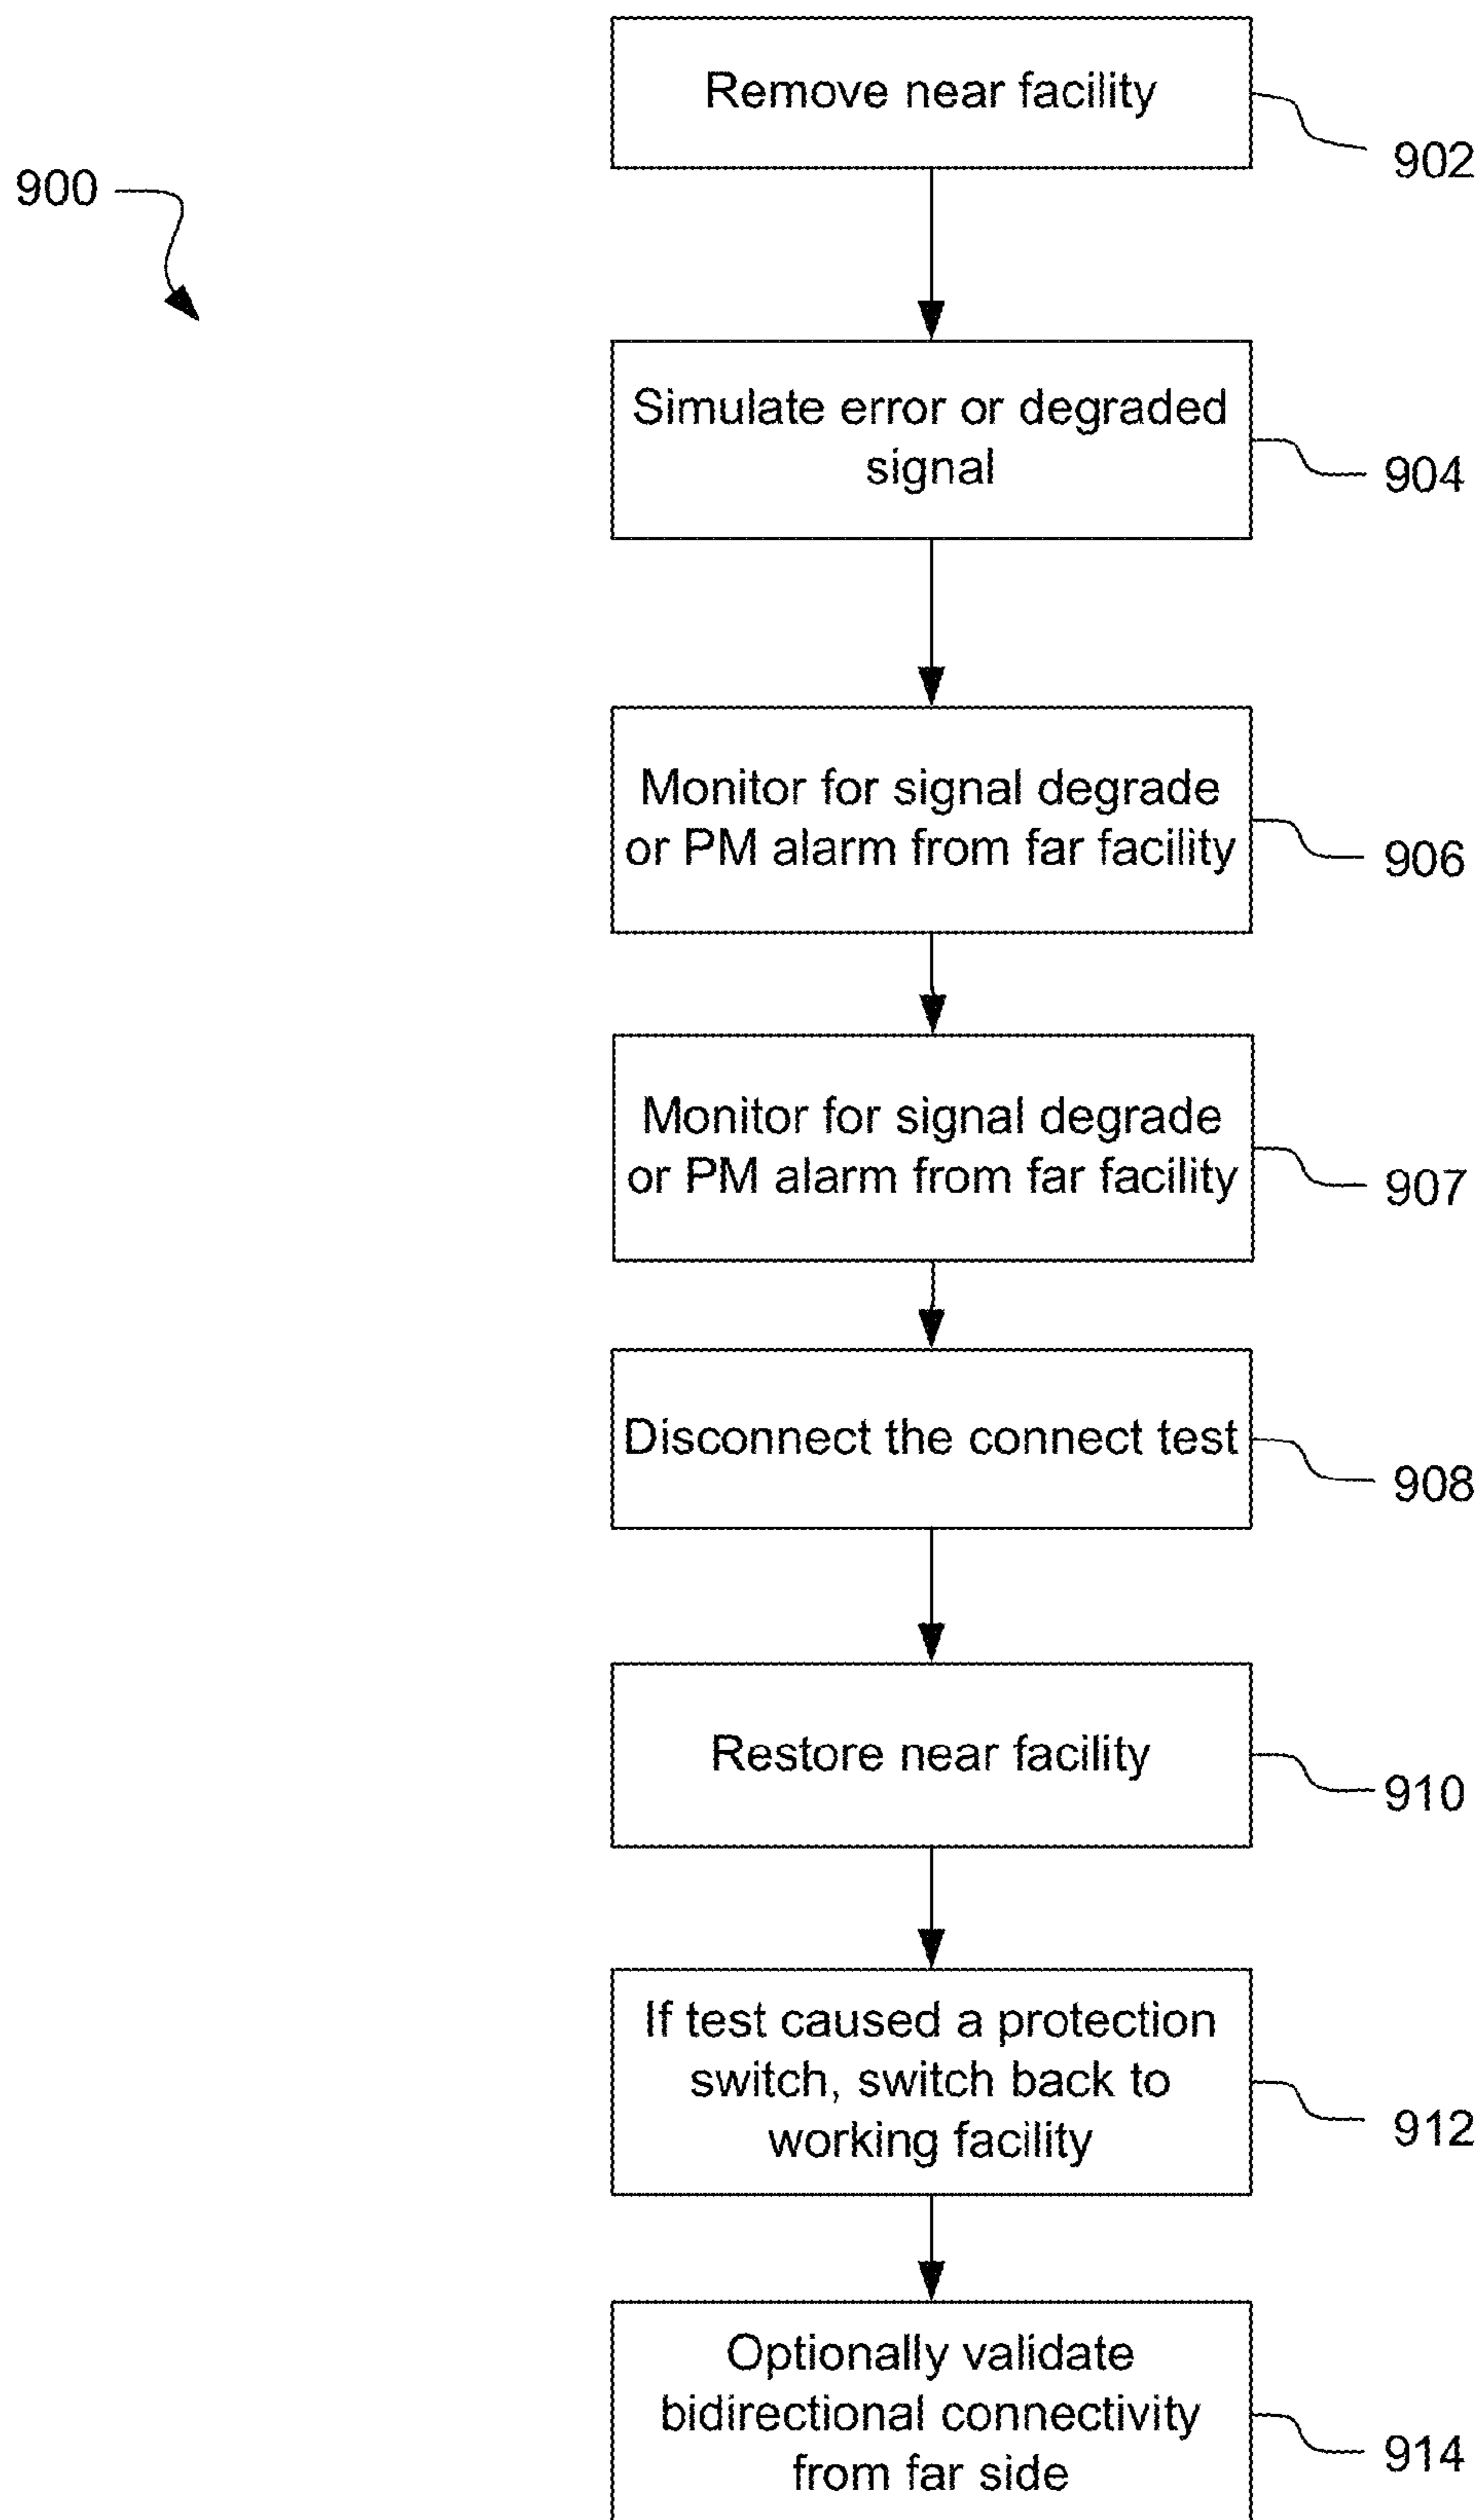 Remove near facility
902
900
Simulate error or degraded
signal
904
Monitor for signal degrade
or PM alarm from far facility
906
Monitor for signal degrade
or PM alarm from far facility
907
Disconnect the connect test
908
Restore near facility
910
If test caused a protection
switch, switch back to
working facility
912
Optionally validate
bidirectional connectivity
from far side
914